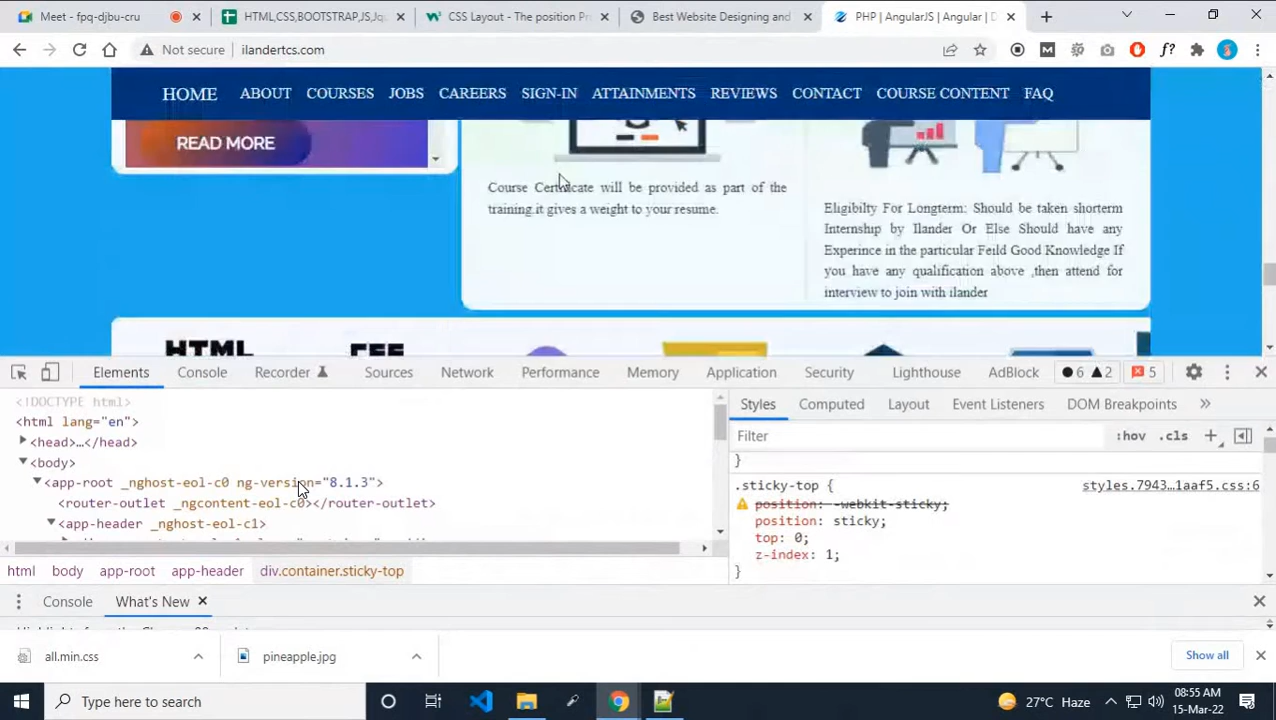 Meet - fpq-djbu-cru
HTML,CSS,BOOTSTRAP,JS,Jq
CSS Layout - The position Pr
Best Website Designing and
PHP | AngularJS | Angular | D
Not secure
ilandertcs.com
HOME ABOUT COURSES JOBS CAREERS SIGN-IN ATTAINMENTS REVIEWS CONTACT COURSE CONTENT FAQ
READ MORE
Course Certificate will be provided as part of the
training.it gives a weight to your resume.
Eligibilty For Longterm: Should be taken shorterm
Internship by Ilander Or Else Should have any
Experince in the particular Feild Good Knowledge If
you have any qualification above ,then attend for
interview to join with ilander
HTML
Elements Console Recorder Sources Network Performance Memory Application Security Lighthouse AdBlock 6 2 5
<!DOCTYPE html>
<html lang="en">
<head>…</head>
<body>
<app-root _nghost-eol-c0 ng-version="8.1.3">
<router-outlet _ngcontent-eol-c0></router-outlet>
<app-header _nghost-eol-c1>
html body app-root app-header div.container.sticky-top
Styles Computed Layout Event Listeners DOM Breakpoints »
Filter :hov .cls +
}
.sticky-top { styles.7943…1aaf5.css:6
position: -webkit-sticky;
position: sticky;
top: 0;
z-index: 1;
}
Console What's New
all.min.css
pineapple.jpg
Show all
Type here to search
27°C Haze
08:55 AM
15-Mar-22